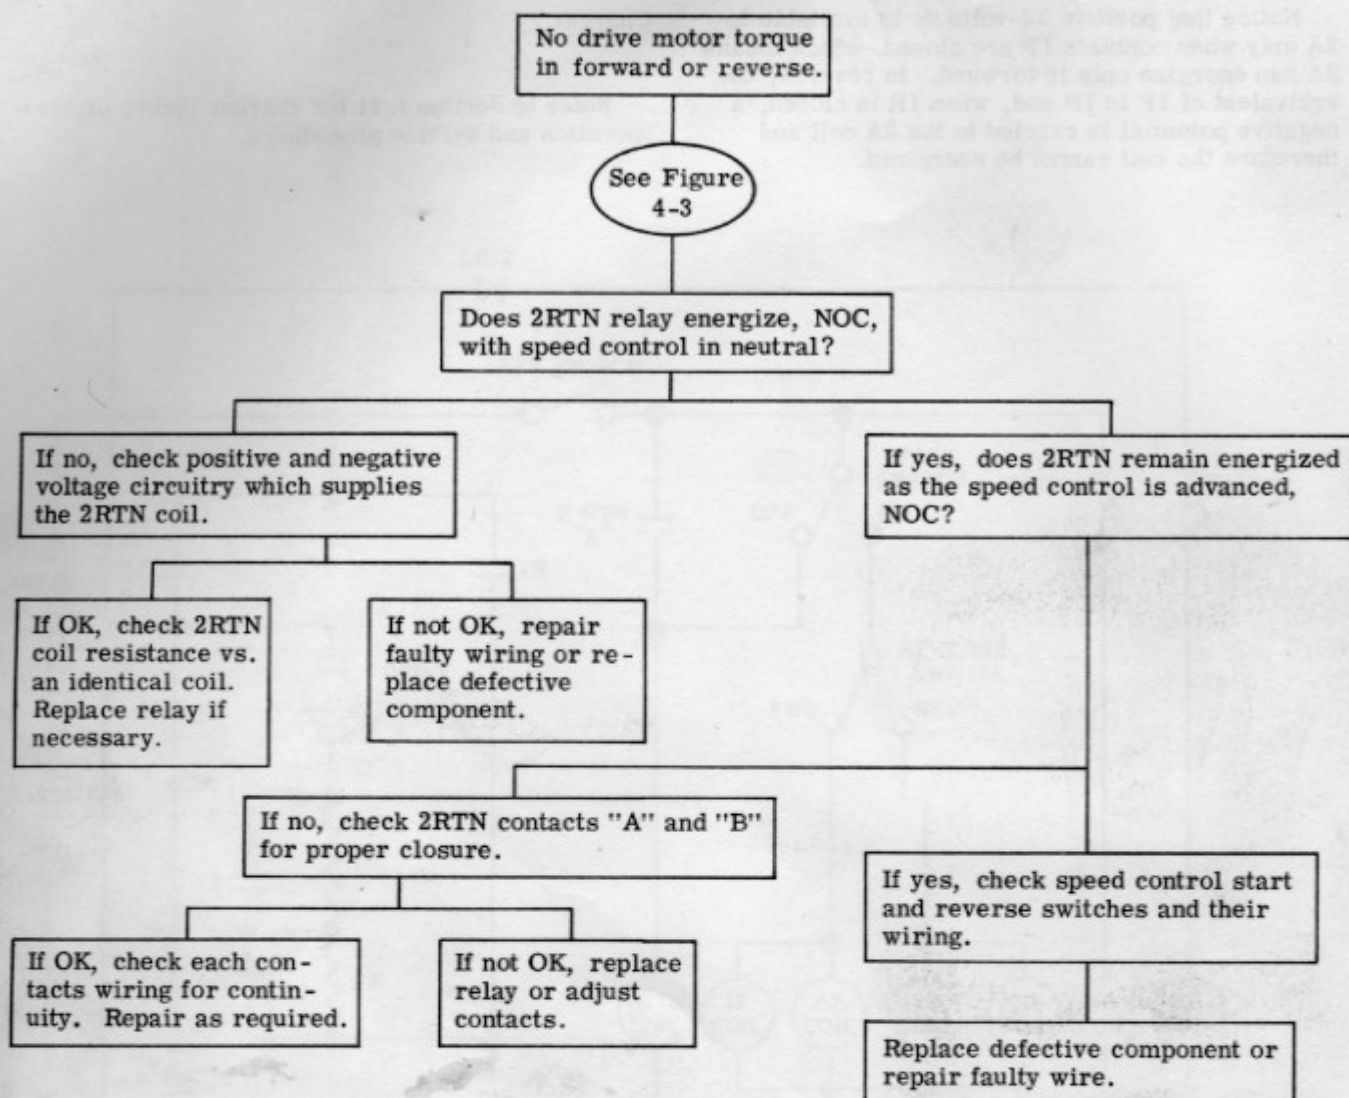 No drive motor torque
in forward or reverse.
See Figure
4-3
Does 2RTN relay energize, NOC,
with speed control in neutral?
If no, check positive and negative
voltage circuitry which supplies
the 2RTN coil.
If yes, does 2RTN remain energized
as the speed control is advanced,
NOC?
If OK, check 2RTN
coil resistance vs.
an identical coil.
Replace relay if
necessary.
If not OK, repair
faulty wiring or re-
place defective
component.
If no, check 2RTN contacts "A" and "B"
for proper closure.
If yes, check speed control start
and reverse switches and their
wiring.
If OK, check each con-
tacts wiring for contin-
uity. Repair as required.
If not OK, replace
relay or adjust
contacts.
Replace defective component or
repair faulty wire.